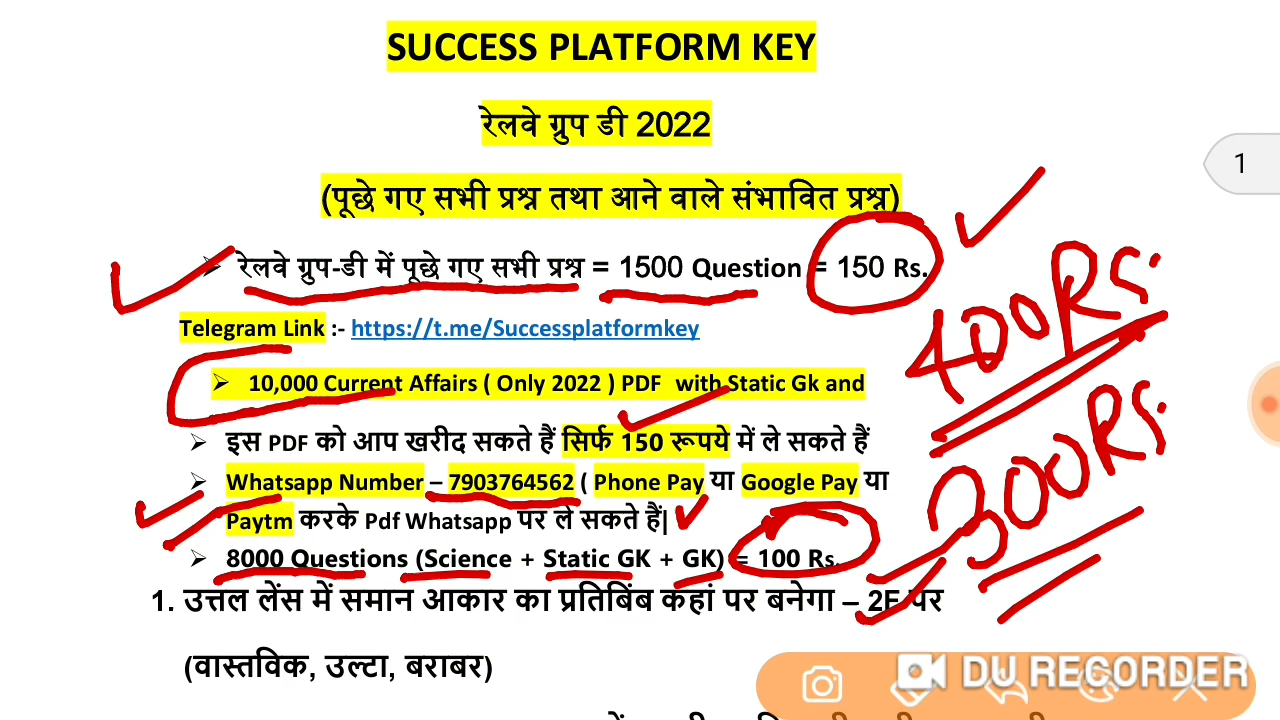 SUCCESS PLATFORM KEY
रेलवे ग्रुप डी 2022
(पूछे गए सभी प्रश्न तथा आने वाले संभावित प्रश्न)
1
➢ रेलवे ग्रुप-डी में पूछे गए सभी प्रश्न = 1500 Question = 150 Rs.
400RS.
Telegram Link :- https://t.me/Successplatformkey
➢ 10,000 Current Affairs ( Only 2022 ) PDF with Static Gk and
➢ इस PDF को आप खरीद सकते हैं सिर्फ 150 रूपये में ले सकते हैं
300RS.
➢ Whatsapp Number – 7903764562 ( Phone Pay या Google Pay या
Paytm करके Pdf Whatsapp पर ले सकते हैं|
➢ 8000 Questions (Science + Static GK + GK) = 100 Rs.
1. उत्तल लेंस में समान आकार का प्रतिबिंब कहां पर बनेगा – 2F पर
(वास्तविक, उल्टा, बराबर)
DU RECORDER